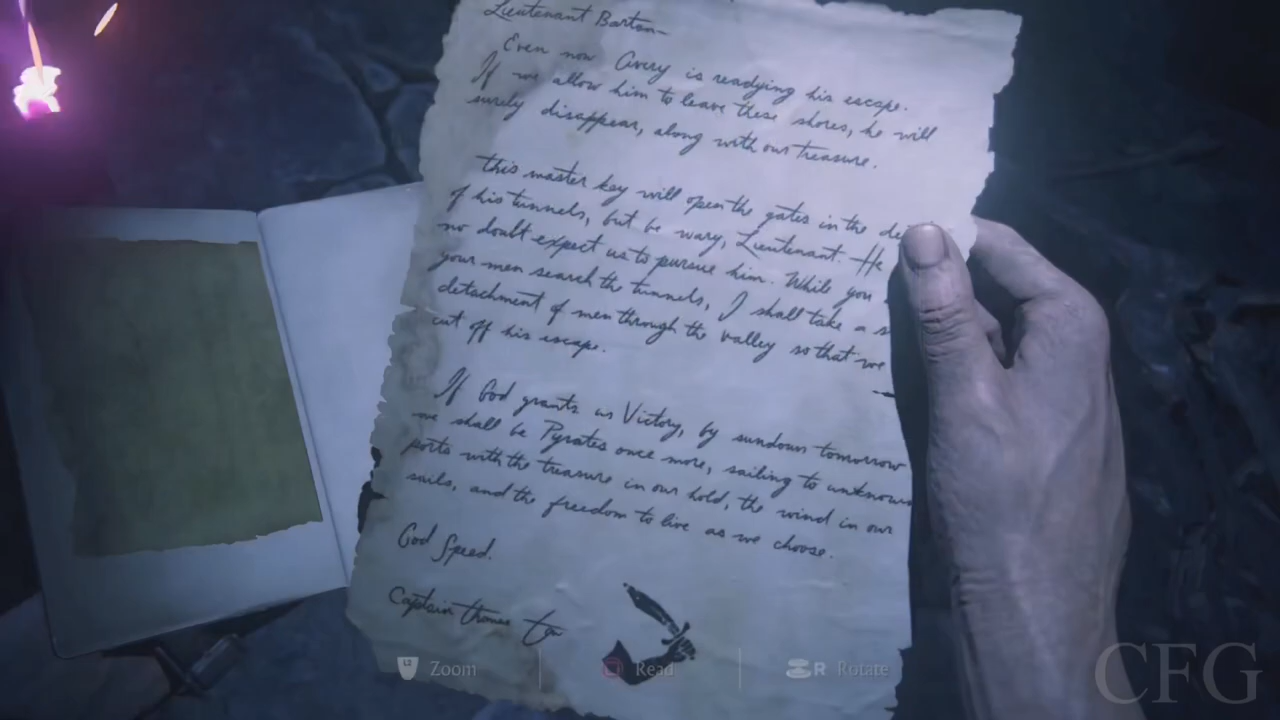 Lieutenant Barton-
Even now Avery is readying his escape.
If we allow him to leave these shores, he will
surely disappear, along with our treasure.
This master key will open the gates in the
of his tunnels, but be wary, Lieutenant. He
no doubt expect us to pursue him. While you
your men search the tunnels, I shall take a
detachment of men through the valley so that we
cut off his escape.
If God grants us Victory, by sundown tomorrow
we shall be Pyrates once more, sailing to unknown
ports with the treasure in our hold, the wind in our
sails, and the freedom to live as we choose.
God Speed.
Captain Thomas Tew
L3 Zoom
Read
R Rotate
CFG